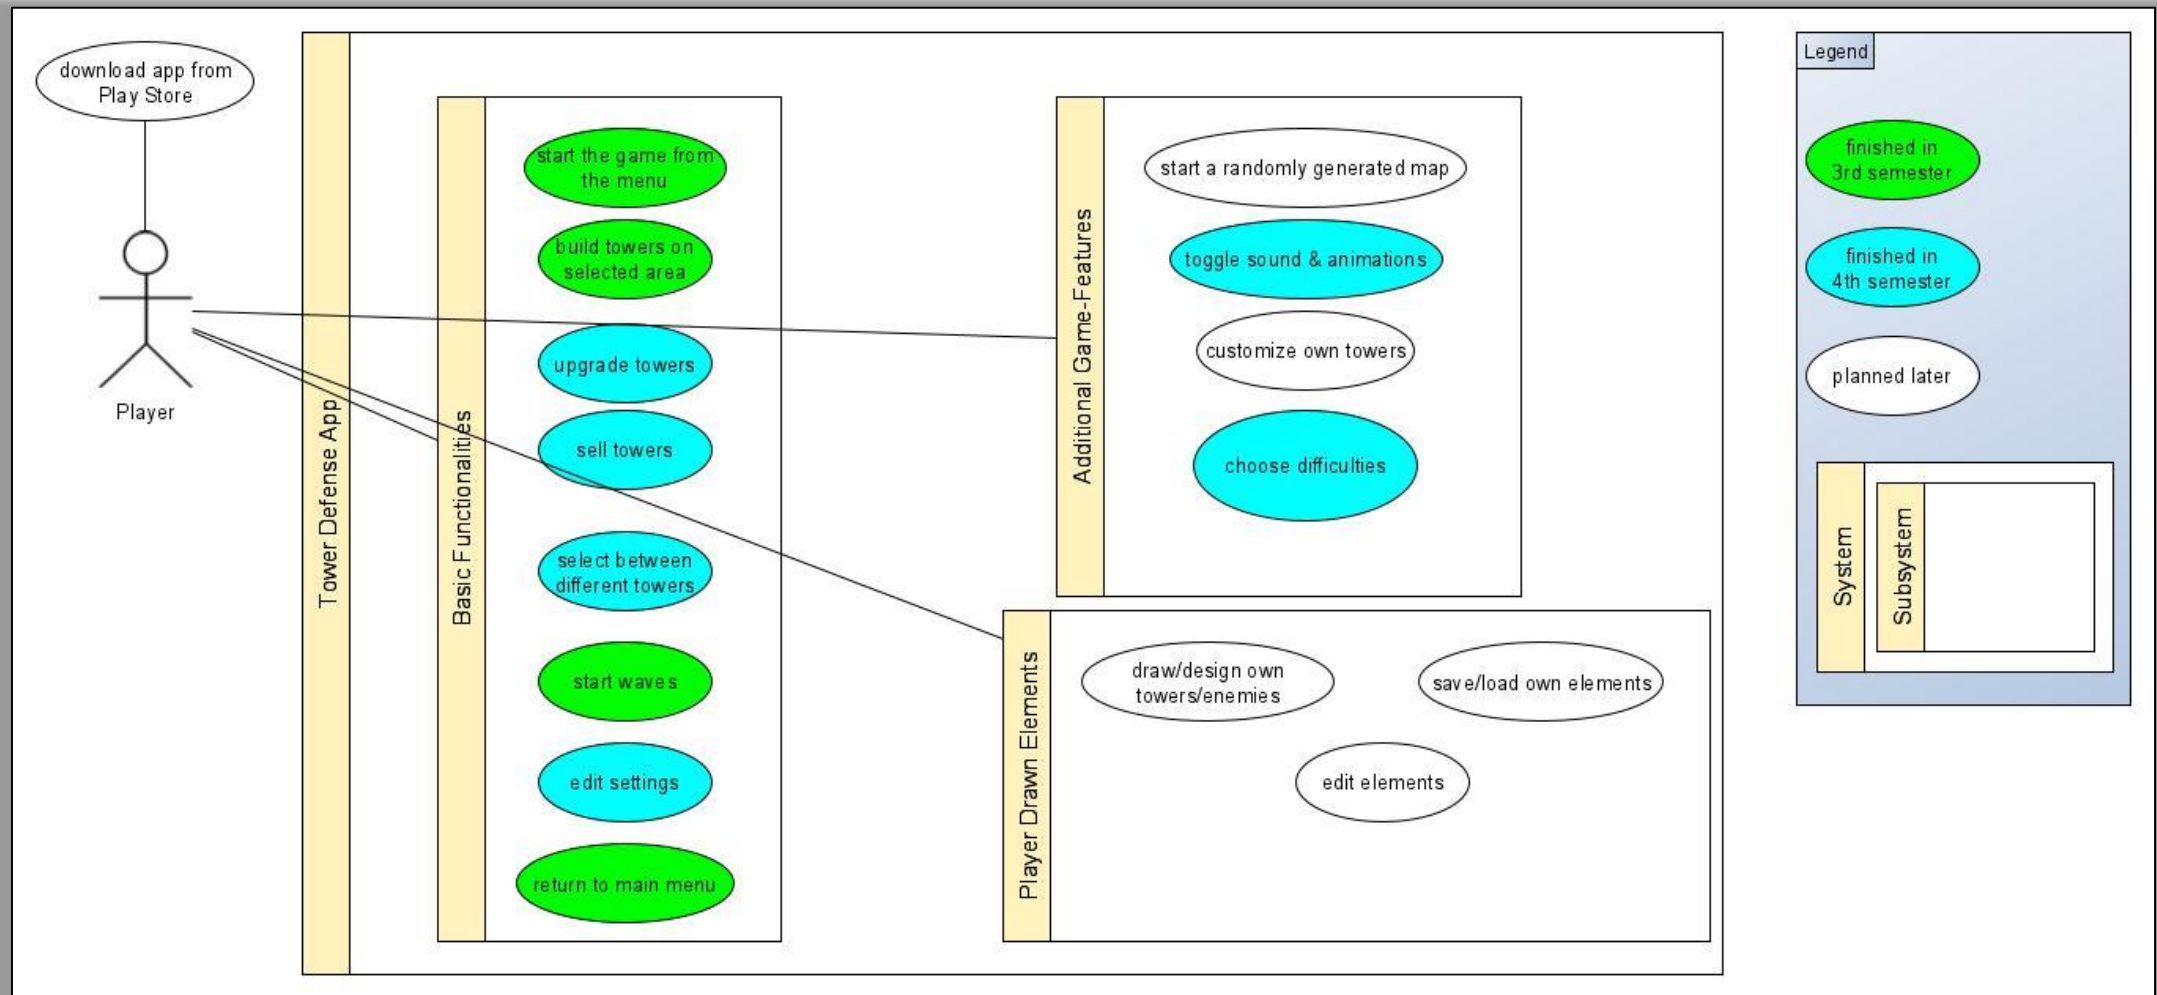 download app from
Play Store
Player
Tower Defense App
Basic Functionalities
start the game from
the menu
build towers on
selected area
upgrade towers
sell towers
select between
different towers
start waves
edit settings
return to main menu
Additional Game-Features
start a randomly generated map
toggle sound & animations
customize own towers
choose difficulties
Player Drawn Elements
draw/design own
towers/enemies
save/load own elements
edit elements
Legend
finished in
3rd semester
finished in
4th semester
planned later
System
Subsystem